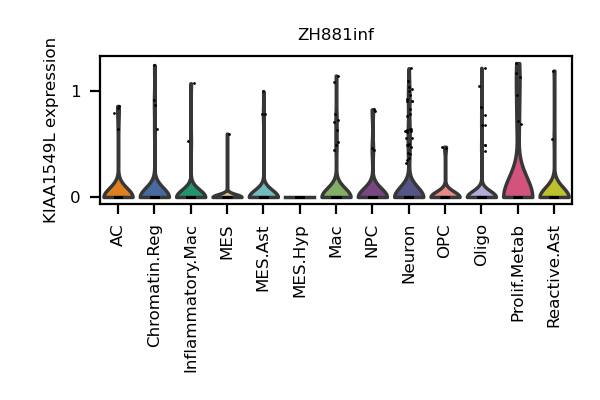 ZH881inf
KIAA1549L expression
1
0
AC
Chromatin.Reg
Inflammatory.Mac
MES
MES.Ast
MES.Hyp
Mac
NPC
Neuron
OPC
Oligo
Prolif.Metab
Reactive.Ast